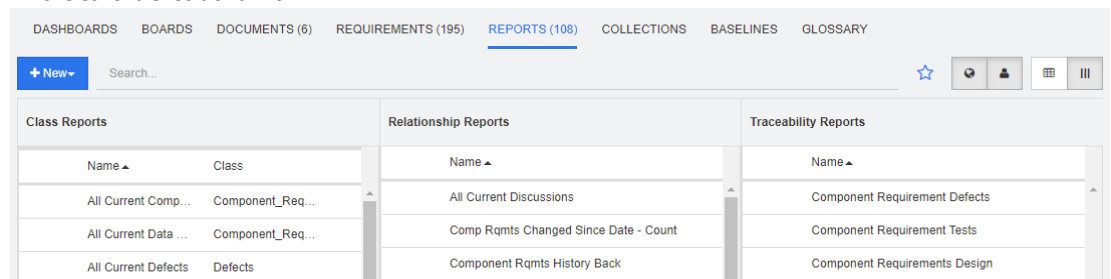 DASHBOARDS BOARDS DOCUMENTS (6) REQUIREMENTS (195) REPORTS (108) COLLECTIONS BASELINES GLOSSARY
+ New Search...
Class Reports Relationship Reports Traceability Reports
Name Class Name Name
All Current Comp... Component_Req... All Current Discussions Component Requirement Defects
All Current Data ... Component_Req... Comp Rqmts Changed Since Date - Count Component Requirement Tests
All Current Defects Defects Component Rqmts History Back Component Requirements Design